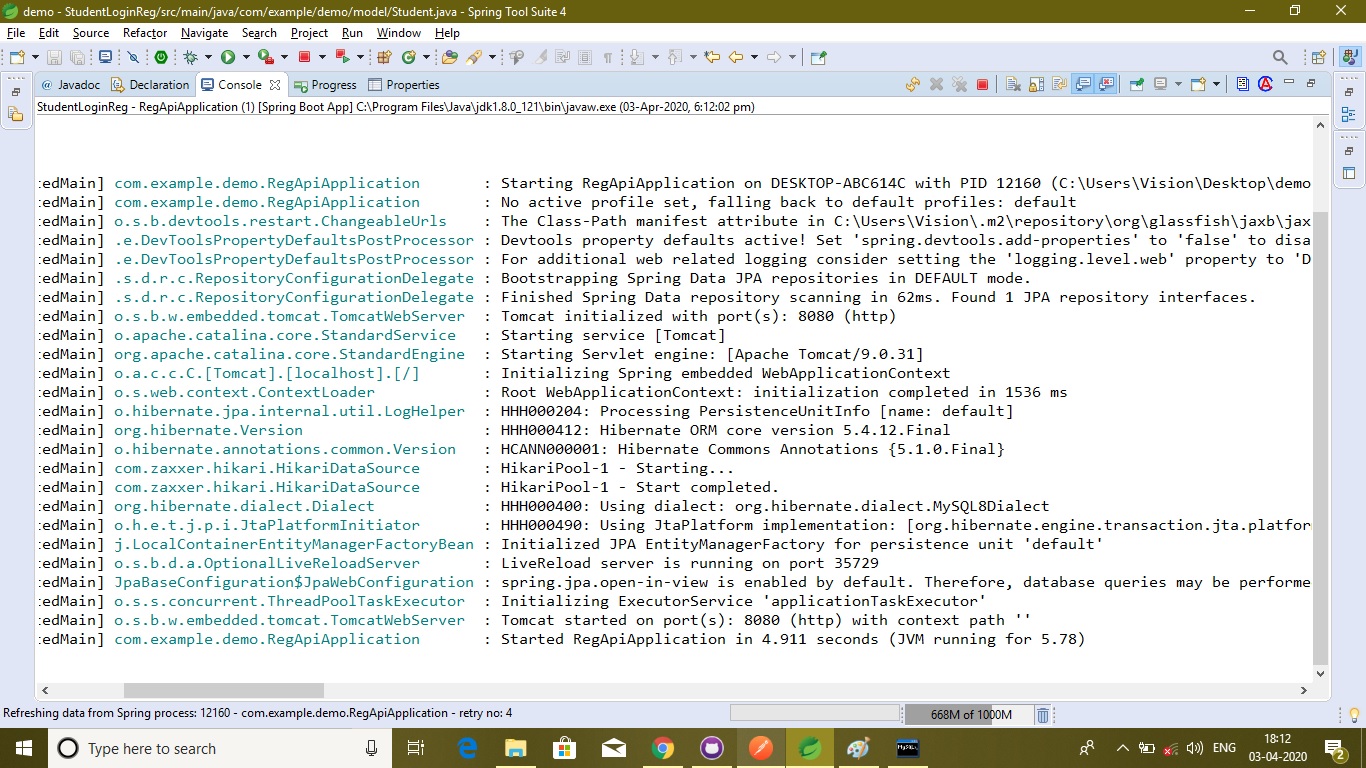 demo - StudentLoginReg/src/main/java/com/example/demo/model/Student.java - Spring Tool Suite 4
File Edit Source Refactor Navigate Search Project Run Window Help
@ Javadoc Declaration Console Progress Properties
StudentLoginReg - RegApiApplication (1) [Spring Boot App] C:\Program Files\Java\jdk1.8.0_121\bin\javaw.exe (03-Apr-2020, 6:12:02 pm)
:edMain] com.example.demo.RegApiApplication : Starting RegApiApplication on DESKTOP-ABC614C with PID 12160 (C:\Users\Vision\Desktop\demo
:edMain] com.example.demo.RegApiApplication : No active profile set, falling back to default profiles: default
:edMain] o.s.b.devtools.restart.ChangeableUrls : The Class-Path manifest attribute in C:\Users\Vision\.m2\repository\org\glassfish\jaxb\jax
:edMain] .e.DevToolsPropertyDefaultsPostProcessor : Devtools property defaults active! Set 'spring.devtools.add-properties' to 'false' to disa
:edMain] .e.DevToolsPropertyDefaultsPostProcessor : For additional web related logging consider setting the 'logging.level.web' property to 'D
:edMain] .s.d.r.c.RepositoryConfigurationDelegate : Bootstrapping Spring Data JPA repositories in DEFAULT mode.
:edMain] .s.d.r.c.RepositoryConfigurationDelegate : Finished Spring Data repository scanning in 62ms. Found 1 JPA repository interfaces.
:edMain] o.s.b.w.embedded.tomcat.TomcatWebServer : Tomcat initialized with port(s): 8080 (http)
:edMain] o.apache.catalina.core.StandardService : Starting service [Tomcat]
:edMain] org.apache.catalina.core.StandardEngine : Starting Servlet engine: [Apache Tomcat/9.0.31]
:edMain] o.a.c.c.C.[Tomcat].[localhost].[/] : Initializing Spring embedded WebApplicationContext
:edMain] o.s.web.context.ContextLoader : Root WebApplicationContext: initialization completed in 1536 ms
:edMain] o.hibernate.jpa.internal.util.LogHelper : HHH000204: Processing PersistenceUnitInfo [name: default]
:edMain] org.hibernate.Version : HHH000412: Hibernate ORM core version 5.4.12.Final
:edMain] o.hibernate.annotations.common.Version : HCANN000001: Hibernate Commons Annotations {5.1.0.Final}
:edMain] com.zaxxer.hikari.HikariDataSource : HikariPool-1 - Starting...
:edMain] com.zaxxer.hikari.HikariDataSource : HikariPool-1 - Start completed.
:edMain] org.hibernate.dialect.Dialect : HHH000400: Using dialect: org.hibernate.dialect.MySQL8Dialect
:edMain] o.h.e.t.j.p.i.JtaPlatformInitiator : HHH000490: Using JtaPlatform implementation: [org.hibernate.engine.transaction.jta.platfor
:edMain] j.LocalContainerEntityManagerFactoryBean : Initialized JPA EntityManagerFactory for persistence unit 'default'
:edMain] o.s.b.d.a.OptionalLiveReloadServer : LiveReload server is running on port 35729
:edMain] JpaBaseConfiguration$JpaWebConfiguration : spring.jpa.open-in-view is enabled by default. Therefore, database queries may be performe
:edMain] o.s.s.concurrent.ThreadPoolTaskExecutor : Initializing ExecutorService 'applicationTaskExecutor'
:edMain] o.s.b.w.embedded.tomcat.TomcatWebServer : Tomcat started on port(s): 8080 (http) with context path ''
:edMain] com.example.demo.RegApiApplication : Started RegApiApplication in 4.911 seconds (JVM running for 5.78)
Refreshing data from Spring process: 12160 - com.example.demo.RegApiApplication - retry no: 4
668M of 1000M
Type here to search
ENG
18:12
03-04-2020
2